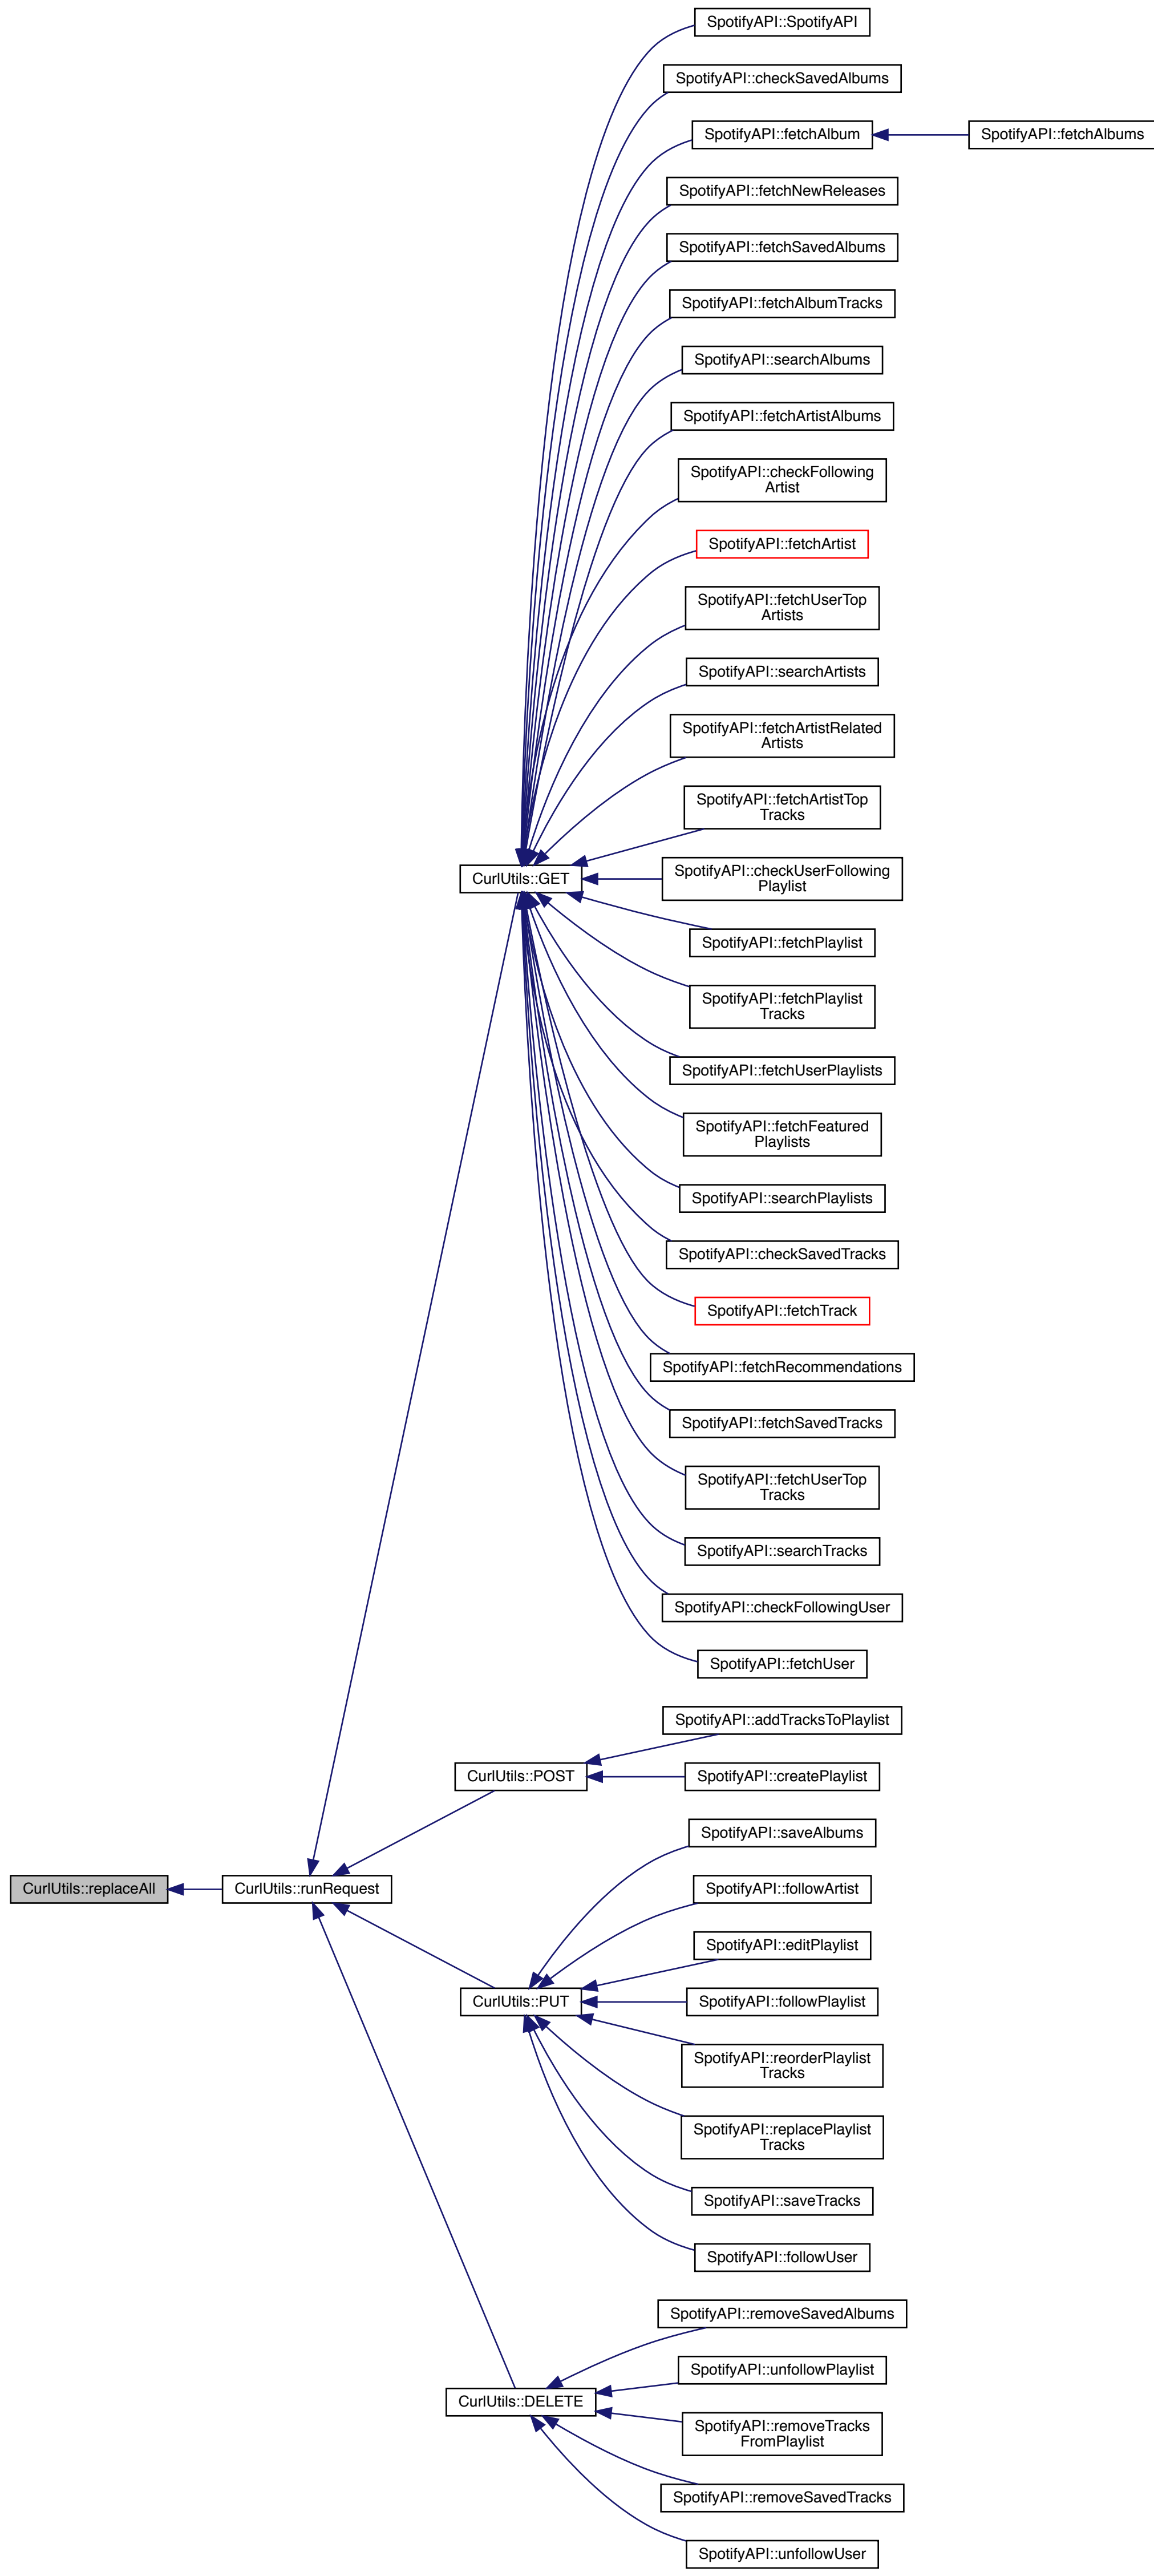 SpotifyAPI::SpotifyAPI
SpotifyAPI::checkSavedAlbums
SpotifyAPI::fetchAlbum
SpotifyAPI::fetchAlbums
SpotifyAPI::fetchNewReleases
SpotifyAPI::fetchSavedAlbums
SpotifyAPI::fetchAlbumTracks
SpotifyAPI::searchAlbums
SpotifyAPI::fetchArtistAlbums
SpotifyAPI::checkFollowing
Artist
SpotifyAPI::fetchArtist
SpotifyAPI::fetchUserTop
Artists
SpotifyAPI::searchArtists
SpotifyAPI::fetchArtistRelated
Artists
SpotifyAPI::fetchArtistTop
Tracks
CurlUtils::GET
SpotifyAPI::checkUserFollowing
Playlist
SpotifyAPI::fetchPlaylist
SpotifyAPI::fetchPlaylist
Tracks
SpotifyAPI::fetchUserPlaylists
SpotifyAPI::fetchFeatured
Playlists
SpotifyAPI::searchPlaylists
SpotifyAPI::checkSavedTracks
SpotifyAPI::fetchTrack
SpotifyAPI::fetchRecommendations
SpotifyAPI::fetchSavedTracks
SpotifyAPI::fetchUserTop
Tracks
SpotifyAPI::searchTracks
SpotifyAPI::checkFollowingUser
SpotifyAPI::fetchUser
SpotifyAPI::addTracksToPlaylist
CurlUtils::POST
SpotifyAPI::createPlaylist
SpotifyAPI::saveAlbums
CurlUtils::replaceAll
CurlUtils::runRequest
SpotifyAPI::followArtist
SpotifyAPI::editPlaylist
CurlUtils::PUT
SpotifyAPI::followPlaylist
SpotifyAPI::reorderPlaylist
Tracks
SpotifyAPI::replacePlaylist
Tracks
SpotifyAPI::saveTracks
SpotifyAPI::followUser
SpotifyAPI::removeSavedAlbums
SpotifyAPI::unfollowPlaylist
CurlUtils::DELETE
SpotifyAPI::removeTracks
FromPlaylist
SpotifyAPI::removeSavedTracks
SpotifyAPI::unfollowUser